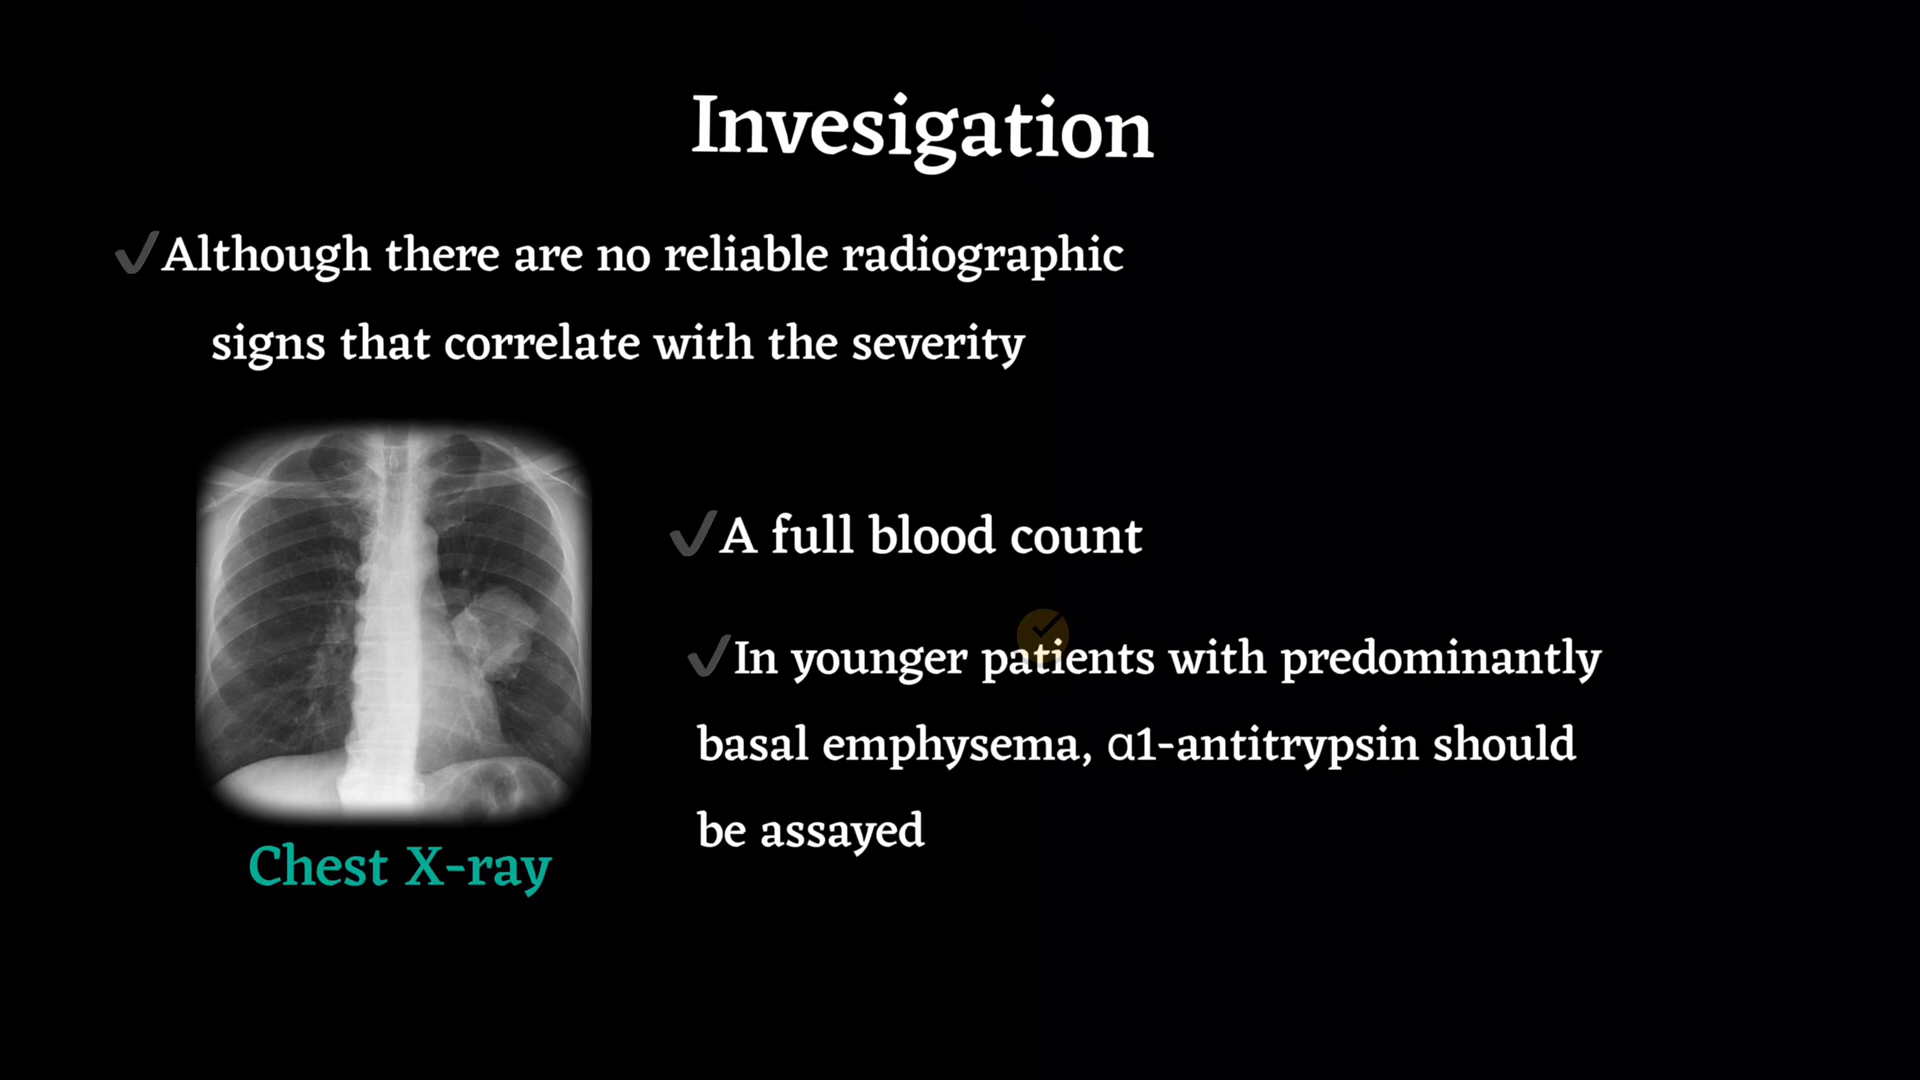 Invesigation
✓Although there are no reliable radiographic
signs that correlate with the severity
✓A full blood count
✓In younger patients with predominantly
basal emphysema, α1-antitrypsin should
be assayed
Chest X-ray